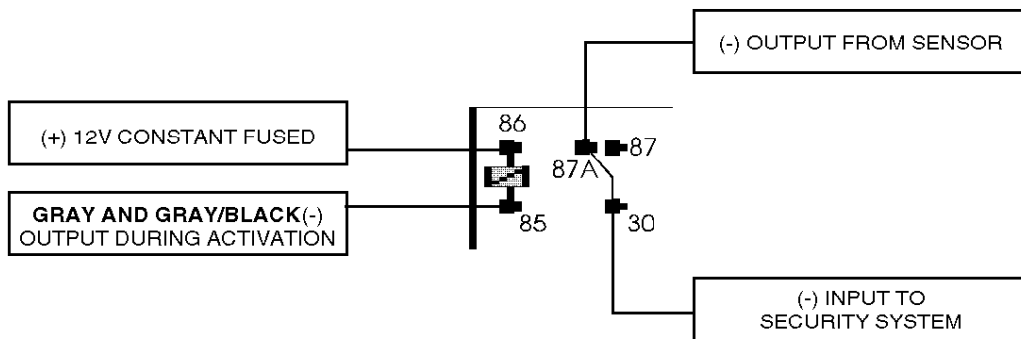 (-) OUTPUT FROM SENSOR
(+) 12V CONSTANT FUSED
86
87
87A
GRAY AND GRAY/BLACK(-)
OUTPUT DURING ACTIVATION
85
30
(-) INPUT TO
SECURITY SYSTEM